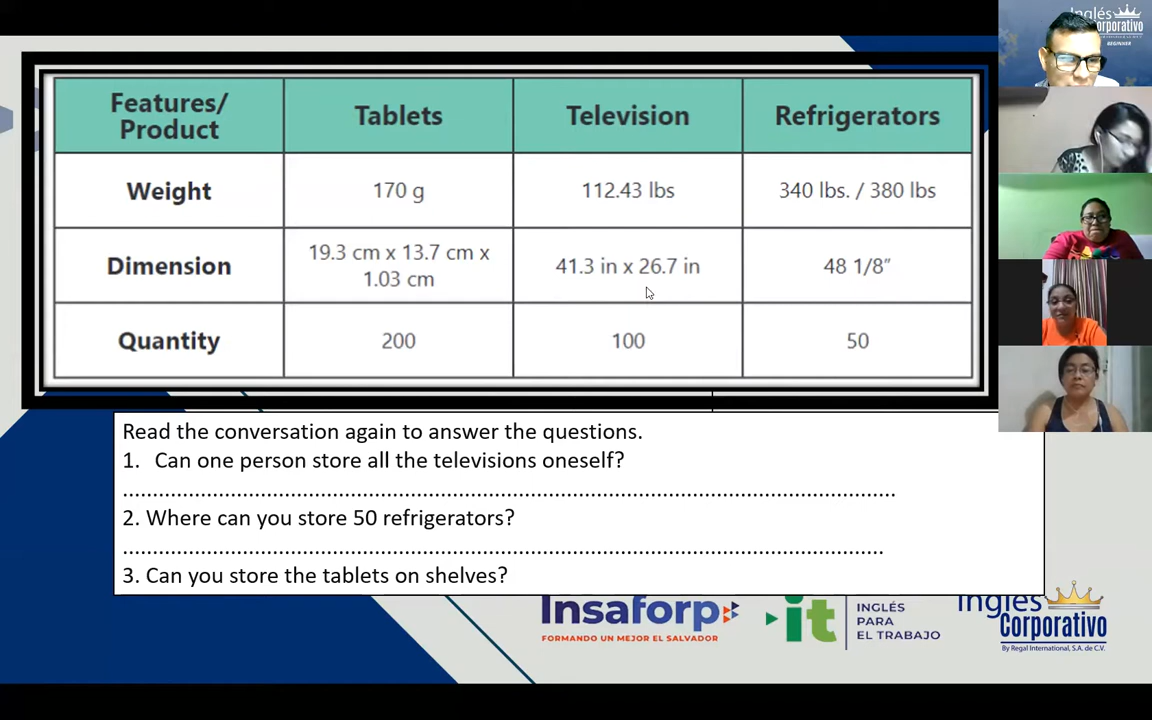 Inglés
Corporativo
BEGINNER
Features/
Product
Tablets
Television
Refrigerators
Weight
170 g
112.43 lbs
340 lbs. / 380 lbs
Dimension
19.3 cm x 13.7 cm x
1.03 cm
41.3 in x 26.7 in
48 1/8”
Quantity
200
100
50
Read the conversation again to answer the questions.
1. Can one person store all the televisions oneself?
................................................................................................................
2. Where can you store 50 refrigerators?
................................................................................................................
3. Can you store the tablets on shelves?
Insaforp
FORMANDO UN MEJOR EL SALVADOR
it
INGLÉS
PARA
EL TRABAJO
Inglés
Corporativo
By Regal International, S.A. de C.V.